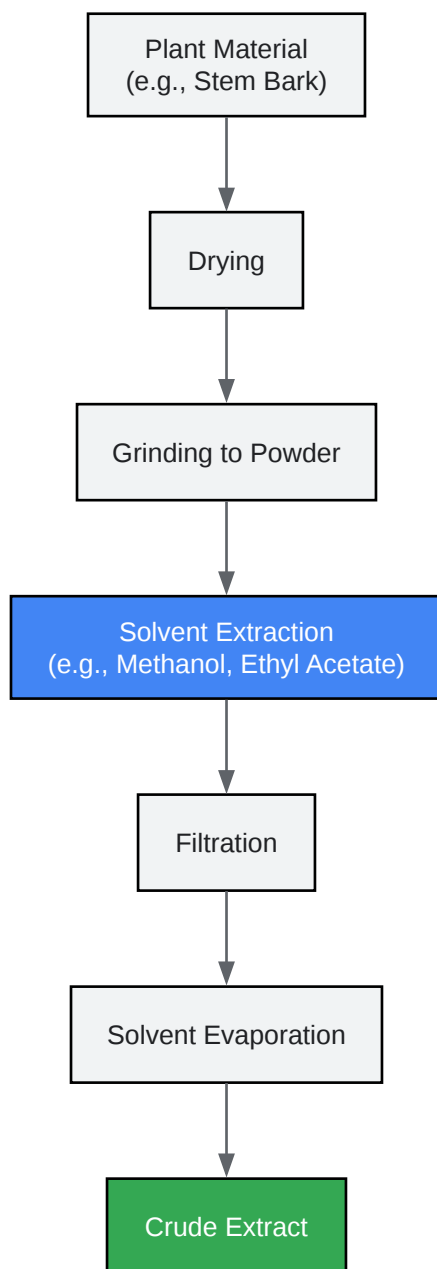 Plant Material
(e.g., Stem Bark)
Drying
Grinding to Powder
Solvent Extraction
(e.g., Methanol, Ethyl Acetate)
Filtration
Solvent Evaporation
Crude Extract